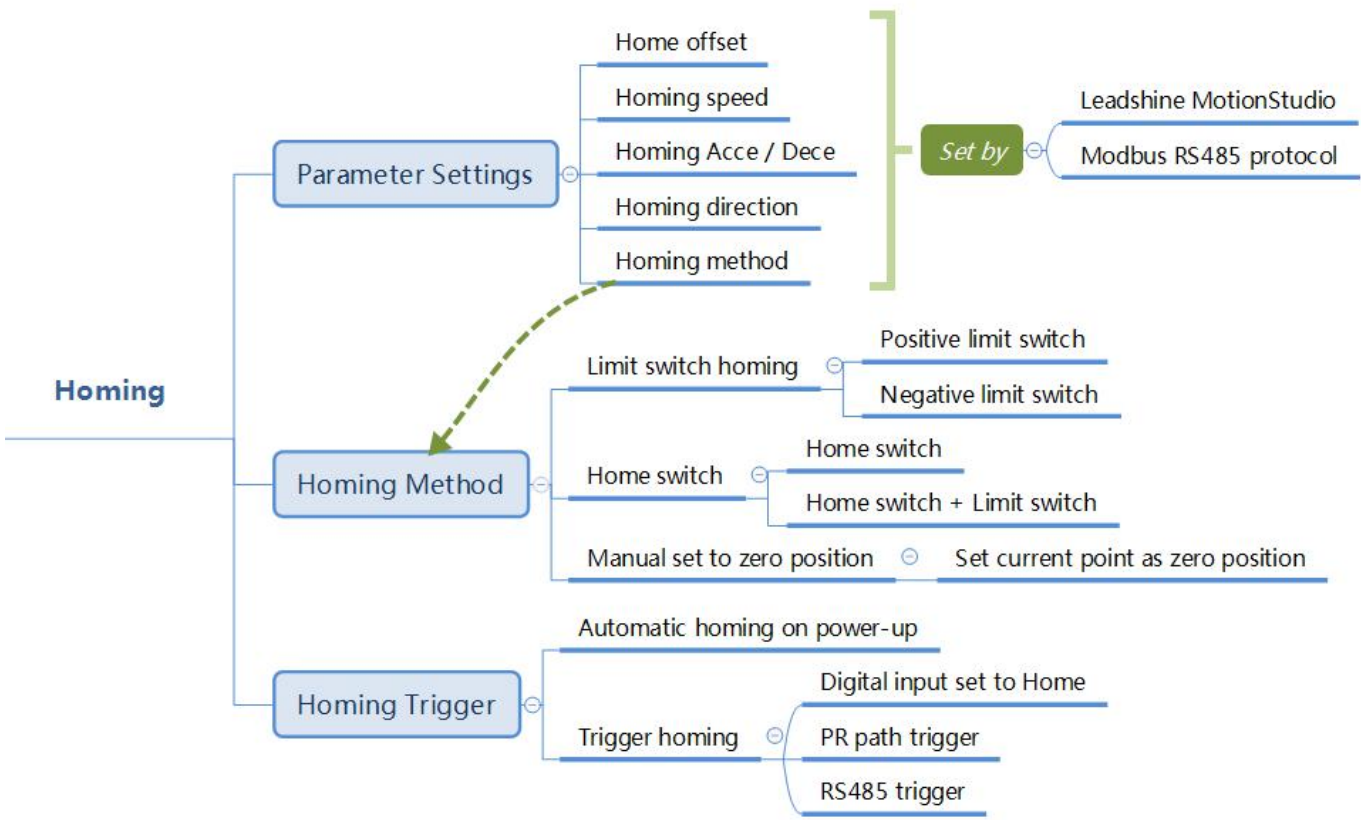 Homing
Parameter Settings
Home offset
Homing speed
Homing Acce / Dece
Homing direction
Homing method
Set by
Leadshine MotionStudio
Modbus RS485 protocol
Homing Method
Limit switch homing
Positive limit switch
Negative limit switch
Home switch
Home switch
Home switch + Limit switch
Manual set to zero position
Set current point as zero position
Homing Trigger
Automatic homing on power-up
Trigger homing
Digital input set to Home
PR path trigger
RS485 trigger